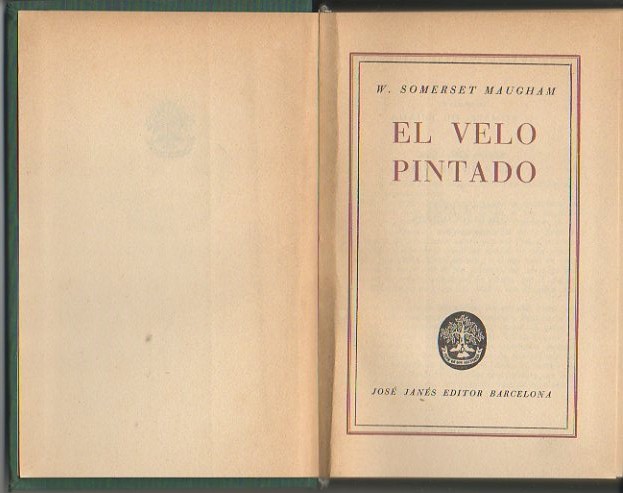 W. SOMERSET MAUGHAM
EL VELO
PINTADO
JOSÉ JANÉS EDITOR BARCELONA